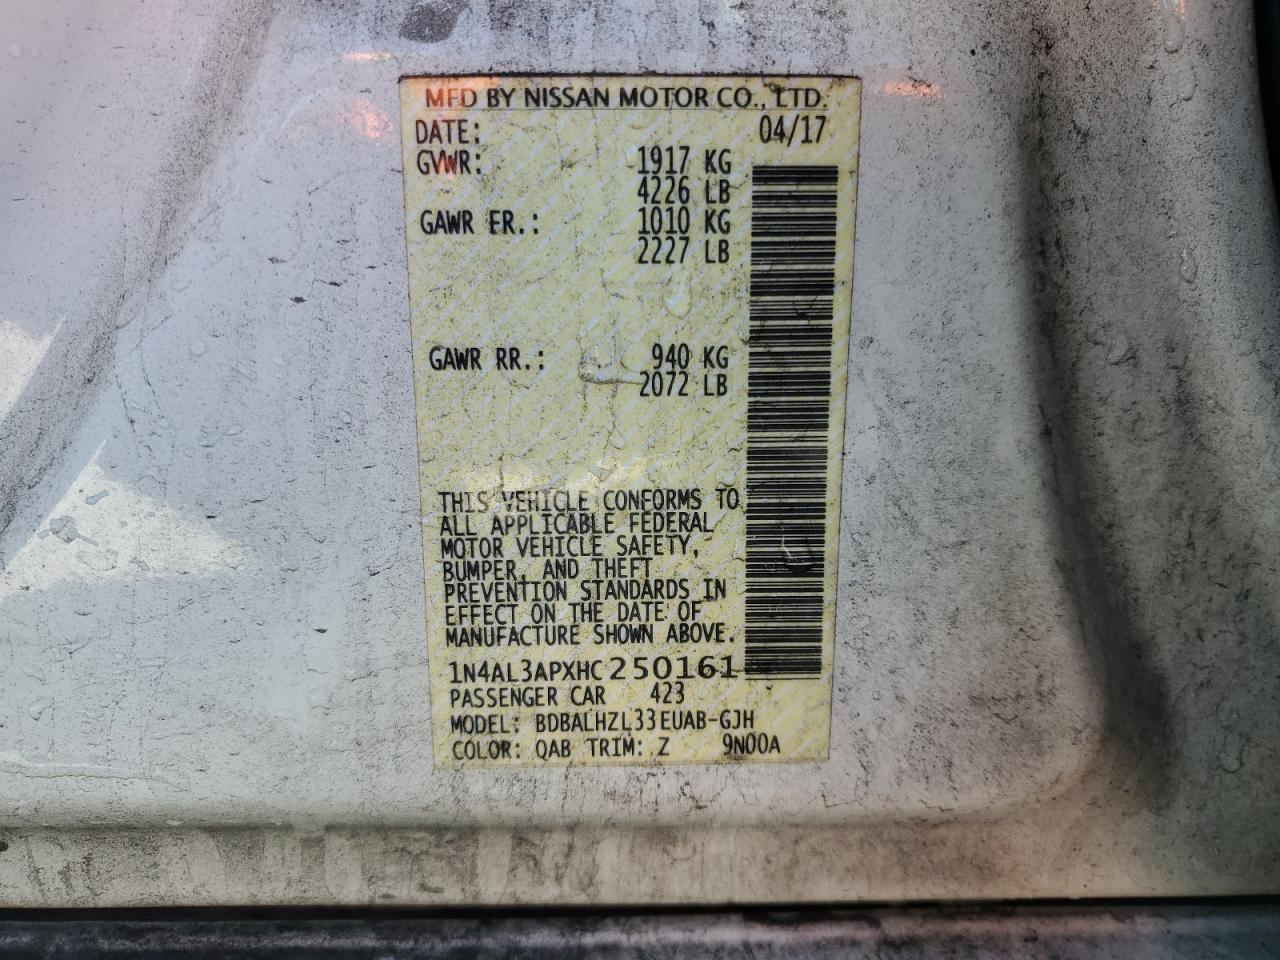 MFD BY NISSAN MOTOR CO., LTD.
DATE: 04/17
GVWR: 1917 KG
4226 LB
GAWR FR.: 1010 KG
2227 LB
GAWR RR.: 940 KG
2072 LB
THIS VEHICLE CONFORMS TO
ALL APPLICABLE FEDERAL
MOTOR VEHICLE SAFETY,
BUMPER, AND THEFT
PREVENTION STANDARDS IN
EFFECT ON THE DATE OF
MANUFACTURE SHOWN ABOVE.
1N4AL3APXHC250161
PASSENGER CAR 423
MODEL: BDBALHZL33EUAB-GJH
COLOR: QAB TRIM: Z 9N00A